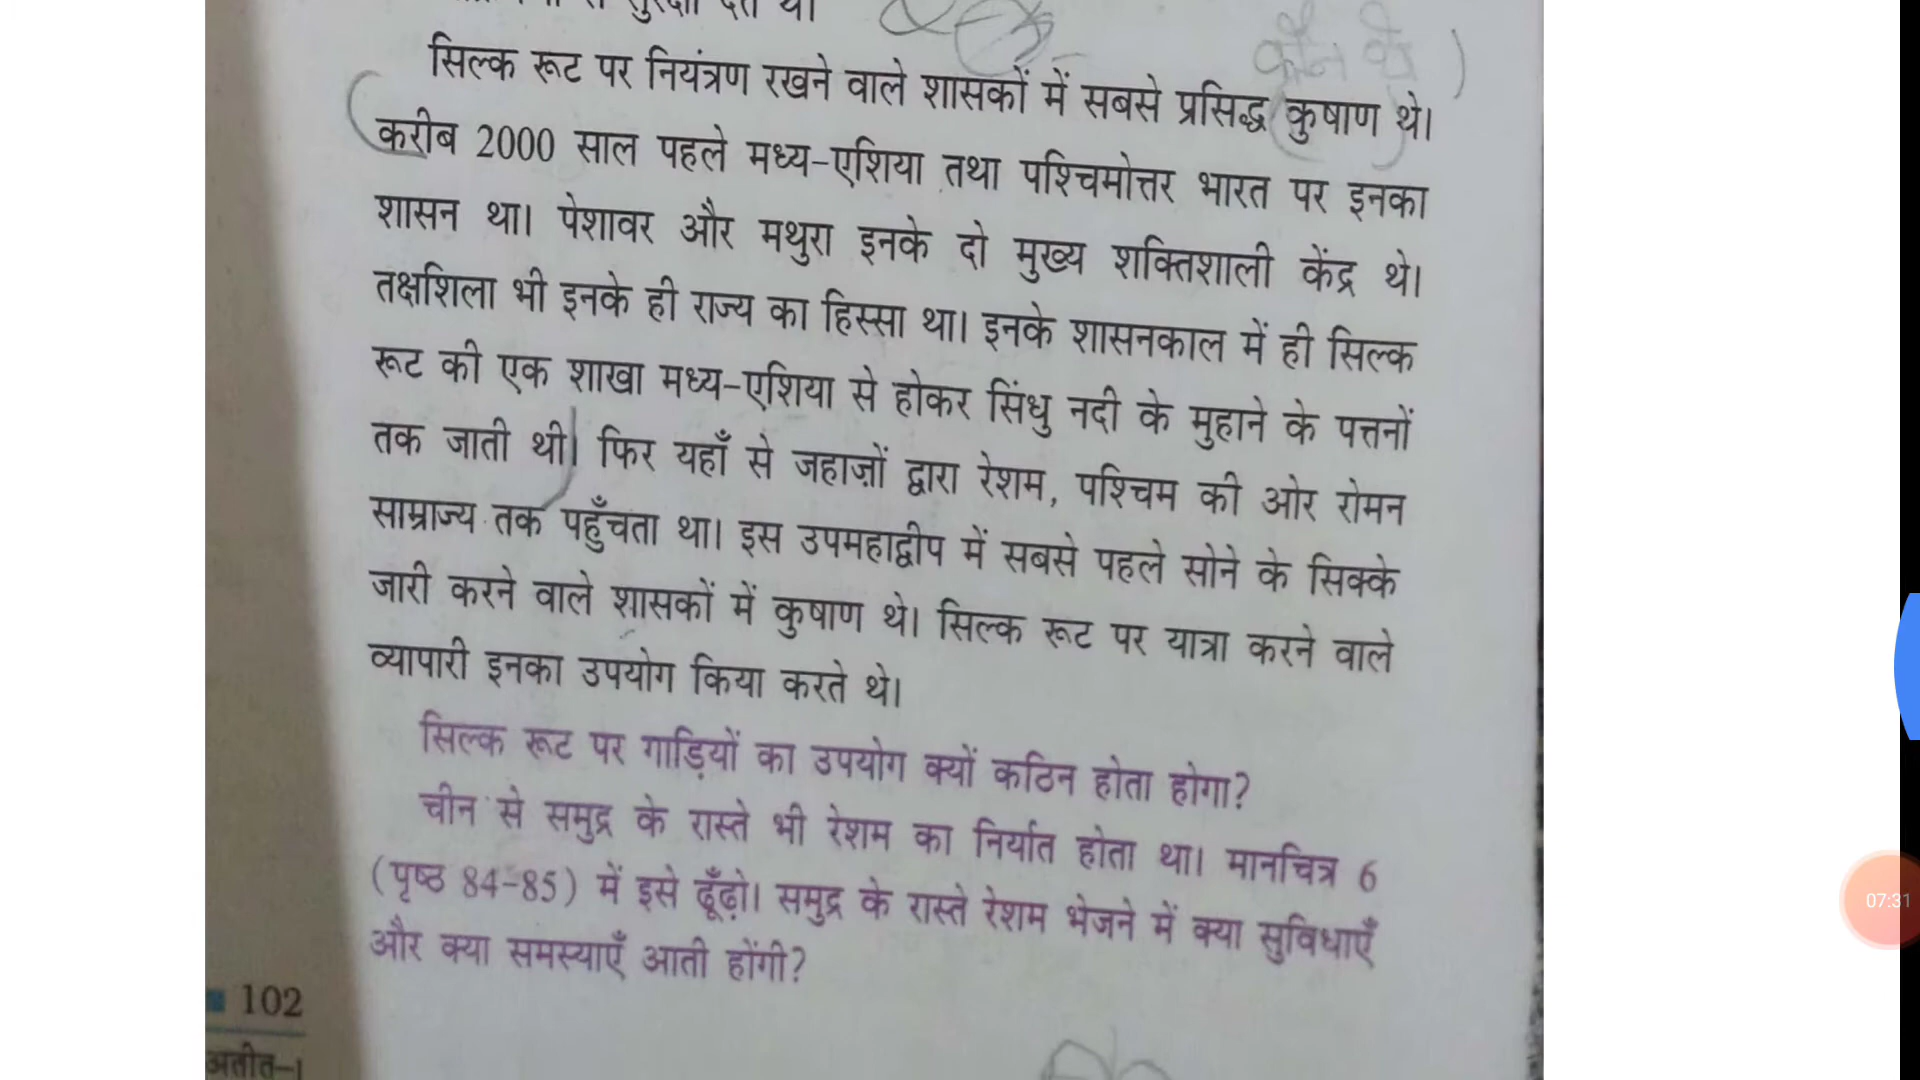 सुरक्षा देते थे।
कौन थे )
सिल्क रूट पर नियंत्रण रखने वाले शासकों में सबसे प्रसिद्ध कुषाण थे।
करीब 2000 साल पहले मध्य-एशिया तथा पश्चिमोत्तर भारत पर इनका
शासन था। पेशावर और मथुरा इनके दो मुख्य शक्तिशाली केंद्र थे।
तक्षशिला भी इनके ही राज्य का हिस्सा था। इनके शासनकाल में ही सिल्क
रूट की एक शाखा मध्य-एशिया से होकर सिंधु नदी के मुहाने के पत्तनों
तक जाती थी। फिर यहाँ से जहाज़ों द्वारा रेशम, पश्चिम की ओर रोमन
साम्राज्य तक पहुँचता था। इस उपमहाद्वीप में सबसे पहले सोने के सिक्के
जारी करने वाले शासकों में कुषाण थे। सिल्क रूट पर यात्रा करने वाले
व्यापारी इनका उपयोग किया करते थे।
सिल्क रूट पर गाड़ियों का उपयोग क्यों कठिन होता होगा?
चीन से समुद्र के रास्ते भी रेशम का निर्यात होता था। मानचित्र 6
(पृष्ठ 84-85) में इसे ढूँढ़ो। समुद्र के रास्ते रेशम भेजने में क्या सुविधाएँ
और क्या समस्याएँ आती होंगी?
102
अतीत-I
07:31